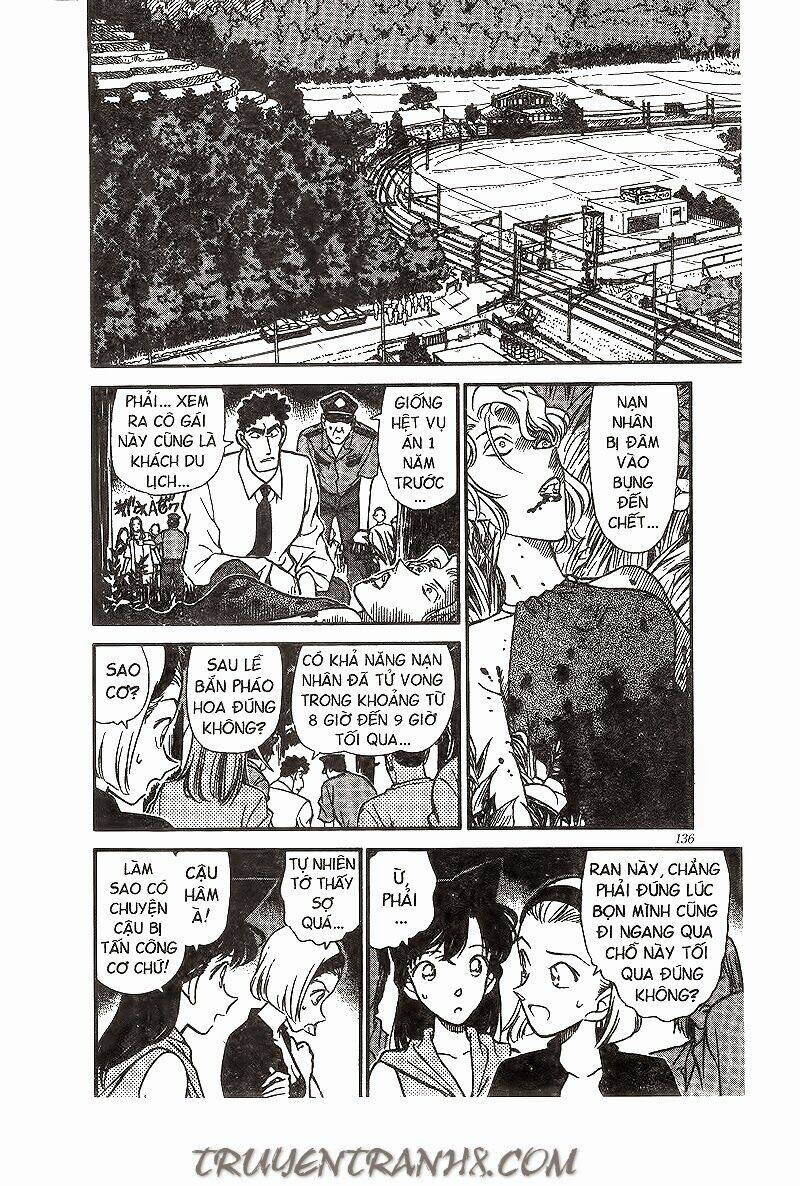 NẠN
NHÂN
BỊ ĐÂM
VÀO
BỤNG
ĐẾN
CHẾT...
GIỐNG
HỆT VỤ
ÁN 1
NĂM
TRƯỚC
...
PHẢI... XEM
RA CÔ GÁI
NÀY CŨNG LÀ
KHÁCH DU
LỊCH...
CÓ KHẢ NĂNG NẠN
NHÂN ĐÃ TỬ VONG
TRONG KHOẢNG TỪ
8 GIỜ ĐẾN 9 GIỜ
TỐI QUA...
SAU LỄ
BẮN PHÁO
HOA ĐÚNG
KHÔNG?
SAO
CƠ?
136
RAN NÀY, CHẲNG
PHẢI ĐÚNG LÚC
BỌN MÌNH CŨNG
ĐI NGANG QUA
CHỖ NÀY TỐI
QUA ĐÚNG
KHÔNG?
Ừ,
PHẢI
...
TỰ NHIÊN
TỚ THẤY
SỢ
QUÁ...
CẬU
HÂM
À!
LÀM
SAO CÓ
CHUYỆN
CẬU BỊ
TẤN CÔNG
CƠ CHỨ!
TRUYENTRANH8.COM